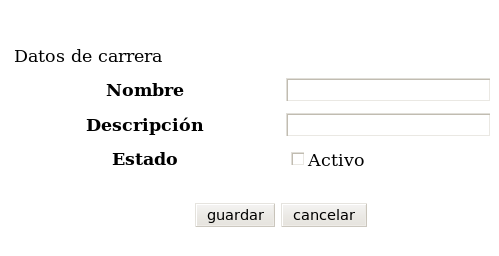 Datos de carrera
Nombre
Descripción
Estado Activo
guardar cancelar